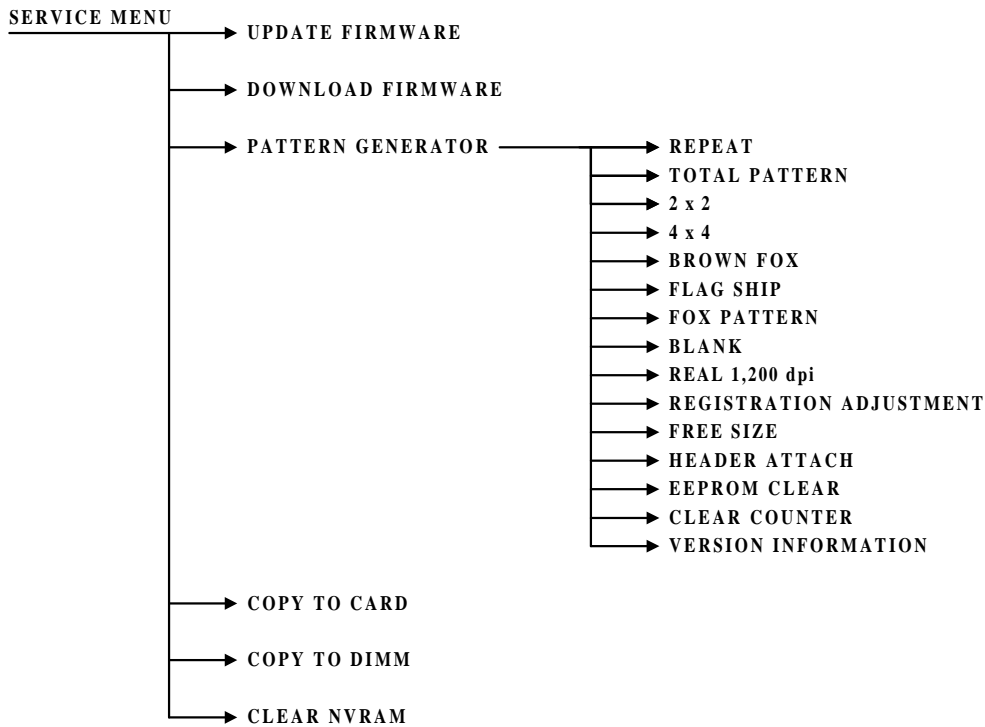 SERVICE MENU
UPDATE FIRMWARE
DOWNLOAD FIRMWARE
PATTERN GENERATOR
REPEAT
TOTAL PATTERN
2 x 2
4 x 4
BROWN FOX
FLAG SHIP
FOX PATTERN
BLANK
REAL 1,200 dpi
REGISTRATION ADJUSTMENT
FREE SIZE
HEADER ATTACH
EEPROM CLEAR
CLEAR COUNTER
VERSION INFORMATION
COPY TO CARD
COPY TO DIMM
CLEAR NVRAM